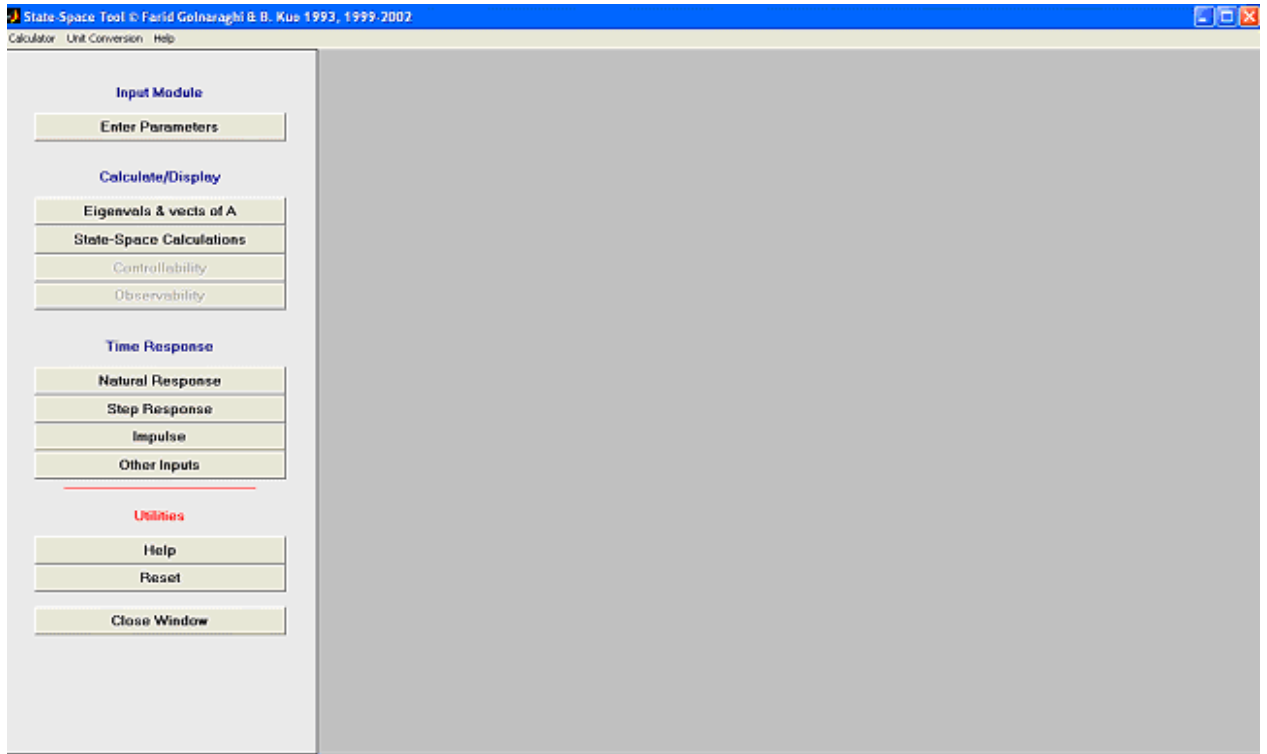 State-Space Tool © Farid Golnaraghi & B. Kuo 1993, 1999-2002
Calculator Unit Conversion Help
Input Module
Enter Parameters
Calculate/Display
Eigenvals & vects of A
State-Space Calculations
Controllability
Observability
Time Response
Natural Response
Step Response
Impulse
Other Inputs
Utilities
Help
Reset
Close Window